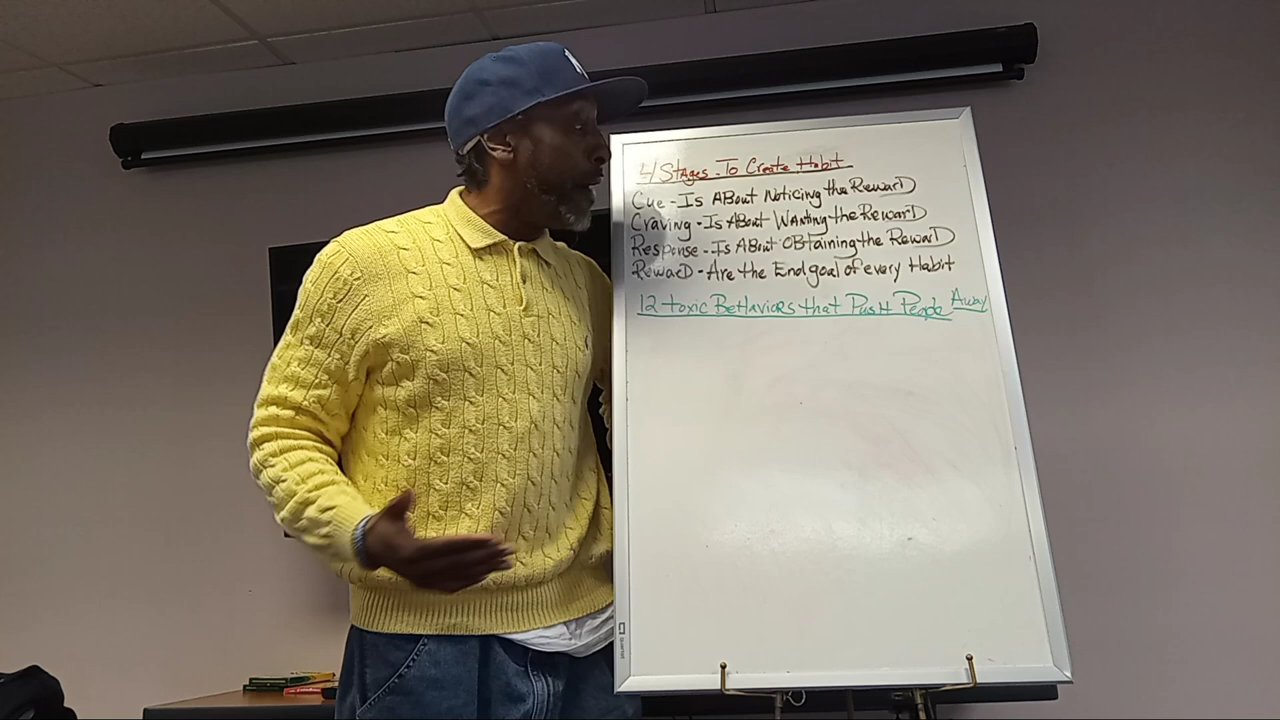 4 Stages - To Create Habit
Cue - Is ABout Noticing the RewarD
Craving - Is ABout Wanting the RewarD
Response - Is ABout OBtaining the RewarD
RewarD - Are the End goal of every Habit
12 toxic BeHaviors that PusH People Away